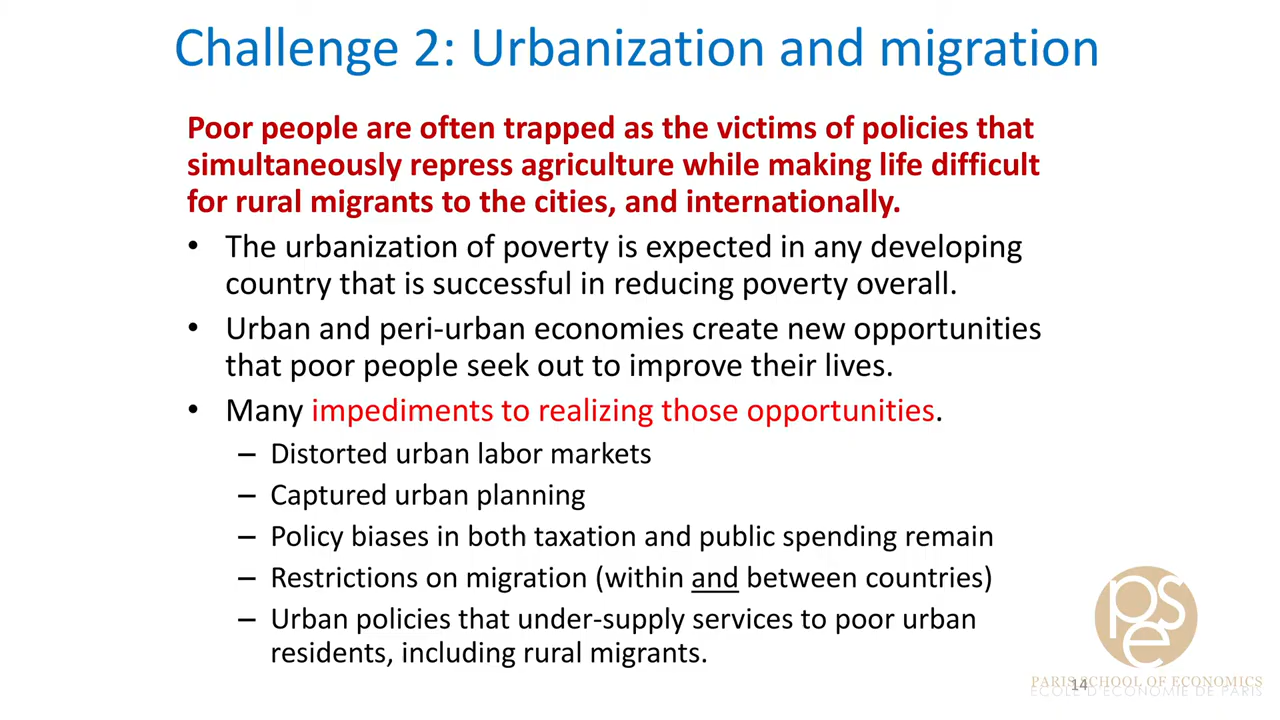 Challenge 2: Urbanization and migration
Poor people are often trapped as the victims of policies that
simultaneously repress agriculture while making life difficult
for rural migrants to the cities, and internationally.
• The urbanization of poverty is expected in any developing
country that is successful in reducing poverty overall.
• Urban and peri-urban economies create new opportunities
that poor people seek out to improve their lives.
• Many impediments to realizing those opportunities.
– Distorted urban labor markets
– Captured urban planning
– Policy biases in both taxation and public spending remain
– Restrictions on migration (within and between countries)
– Urban policies that under-supply services to poor urban
residents, including rural migrants.
pse
PARIS SCHOOL OF ECONOMICS
14
ECOLE D'ECONOMIE DE PARIS